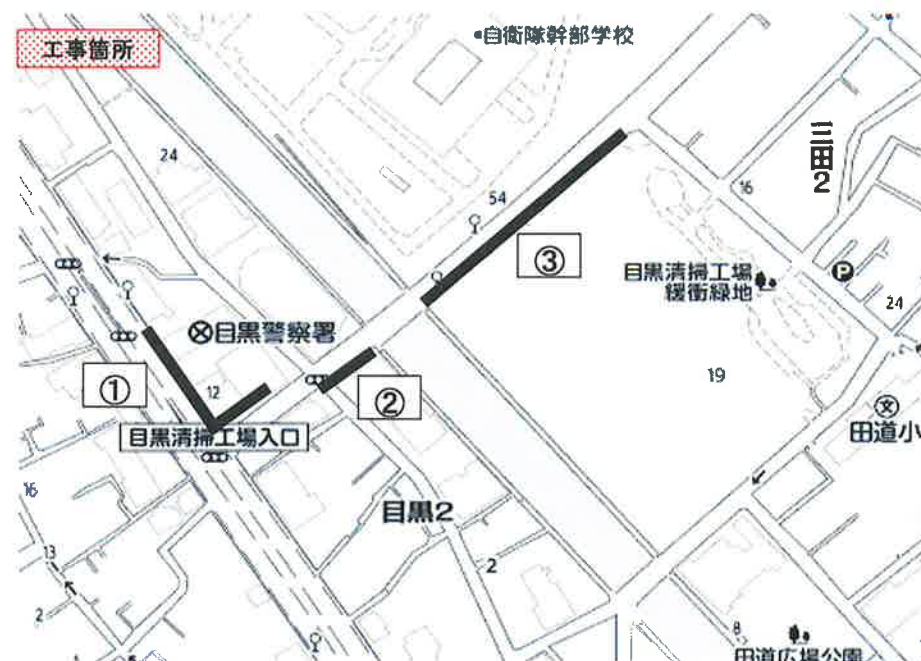 工事箇所
自衛隊幹部学校
三田2
24
54
16
③
目黒清掃工場
緩衝緑地
P
24
目黒警察署
①
12
②
19
文
田道小
目黒清掃工場入口
16
目黒2
13
2
2
8
田道広場公園